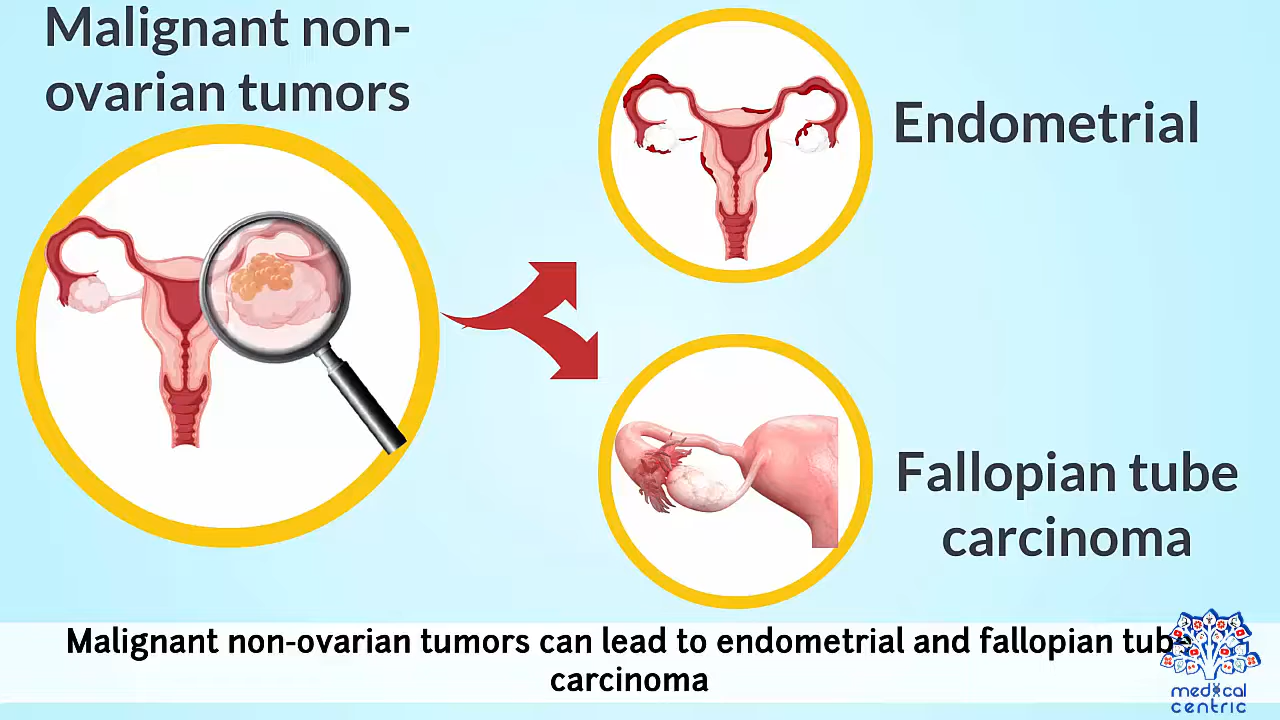 Malignant non-
ovarian tumors
Endometrial
Fallopian tube
carcinoma
Malignant non-ovarian tumors can lead to endometrial and fallopian tube
carcinoma
medical
centric